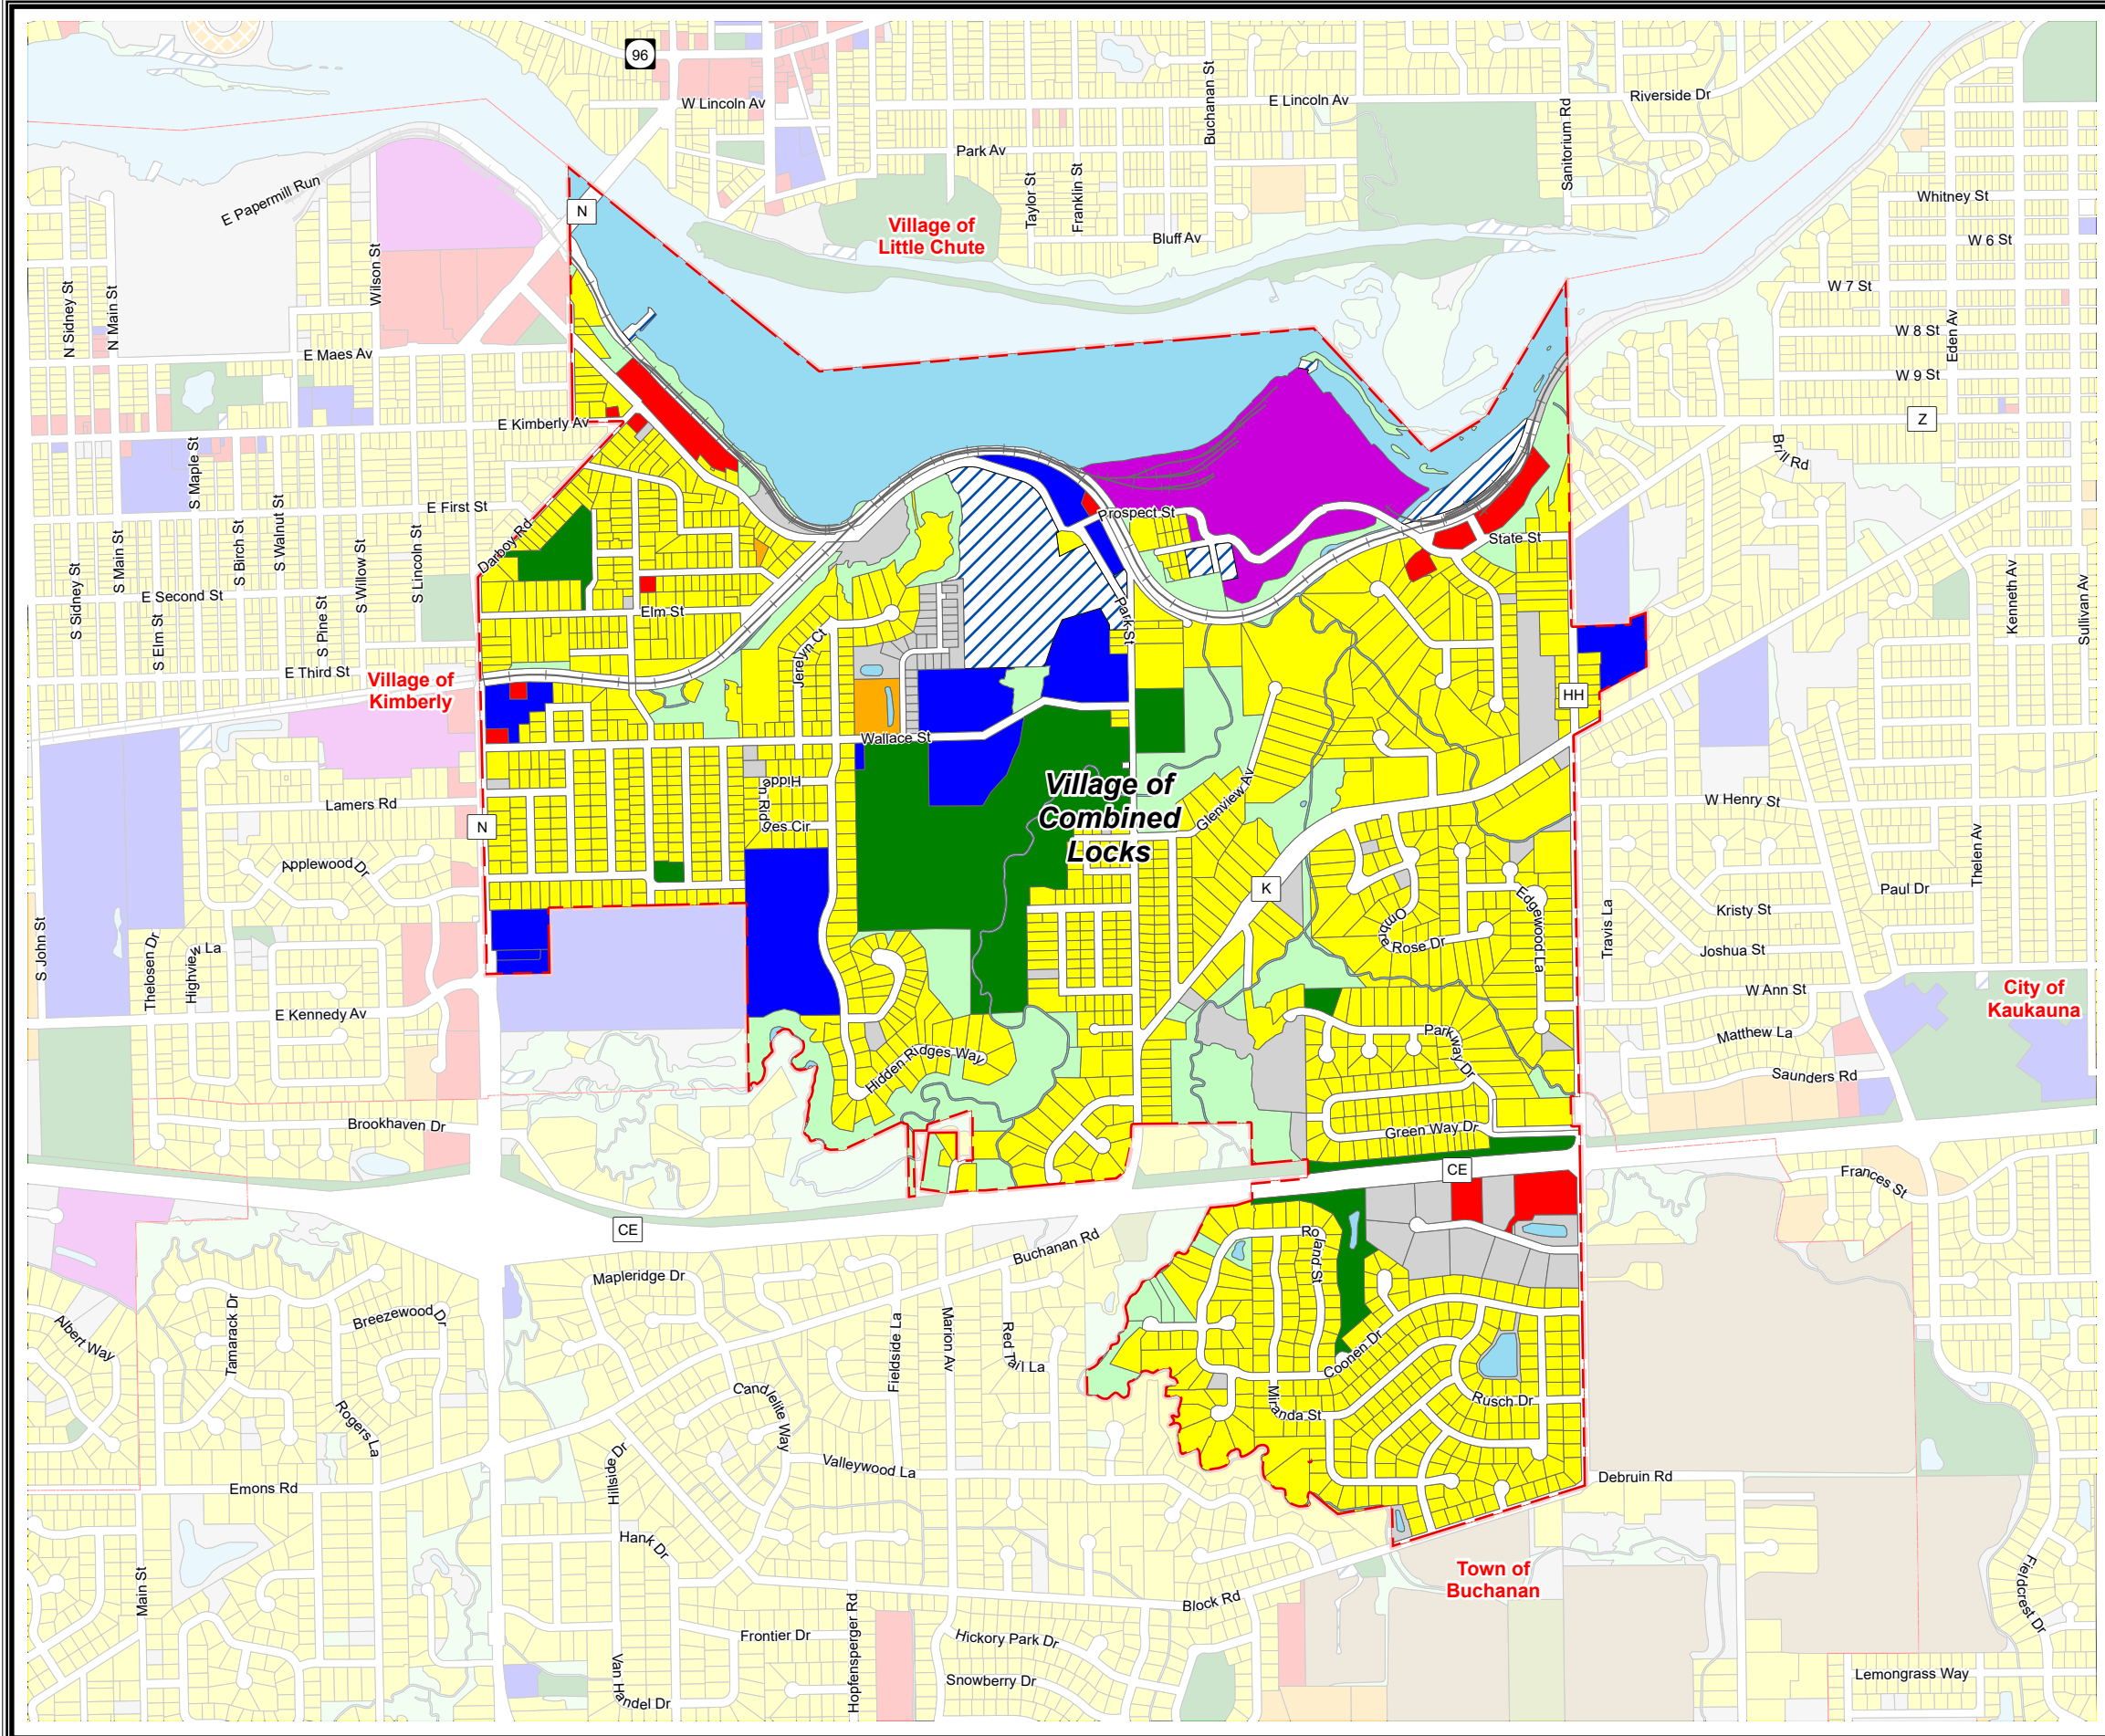 96
W Lincoln Av
Buchanan St
E Lincoln Av
Sanitorium Rd
Riverside Dr
Park Av
E Papermill Run
N
Taylor St
Franklin St
Whitney St
Village of
Little Chute
Bluff Av
W 6 St
Wilson St
N Sidney St
N Main St
W 7 St
E Maes Av
W 8 St
Eden Av
W 9 St
E Kimberly Av
Z
S Maple St
Brill Rd
E First St
Darboy Rd
Prospect St
State St
S Main St
S Birch St
S Walnut St
S Willow St
S Lincoln St
S Sidney St
S Elm St
E Second St
S Pine St
Elm St
Park St
Kenneth Av
Sullivan Av
Jerelyn Ct
E Third St
Village of
Kimberly
HH
Wallace St
Hidden Ridges Cir
Village of
Combined
Locks
Glenview Av
Lamers Rd
N
W Henry St
Applewood Dr
K
Thelen Av
Paul Dr
Ombre Rose Dr
Edgewood La
Travis La
Kristy St
Joshua St
S John St
Thelosen Dr
Highview La
W Ann St
City of
Kaukauna
E Kennedy Av
Parkway Dr
Matthew La
Hidden Ridges Way
Saunders Rd
Brookhaven Dr
Green Way Dr
CE
Frances St
CE
Buchanan Rd
Roland St
Mapleridge Dr
Albert Way
Tamarack Dr
Breezewood Dr
Fieldside La
Marion Av
Red Tail La
Coonen Dr
Candlelite Way
Miranda St
Rusch Dr
Rogers La
Hillside Dr
Valleywood La
Debruin Rd
Emons Rd
Hank Dr
Town of
Buchanan
Main St
Block Rd
Fieldcrest Dr
Hopfensperger Rd
Frontier Dr
Hickory Park Dr
Van Handel Dr
Snowberry Dr
Lemongrass Way